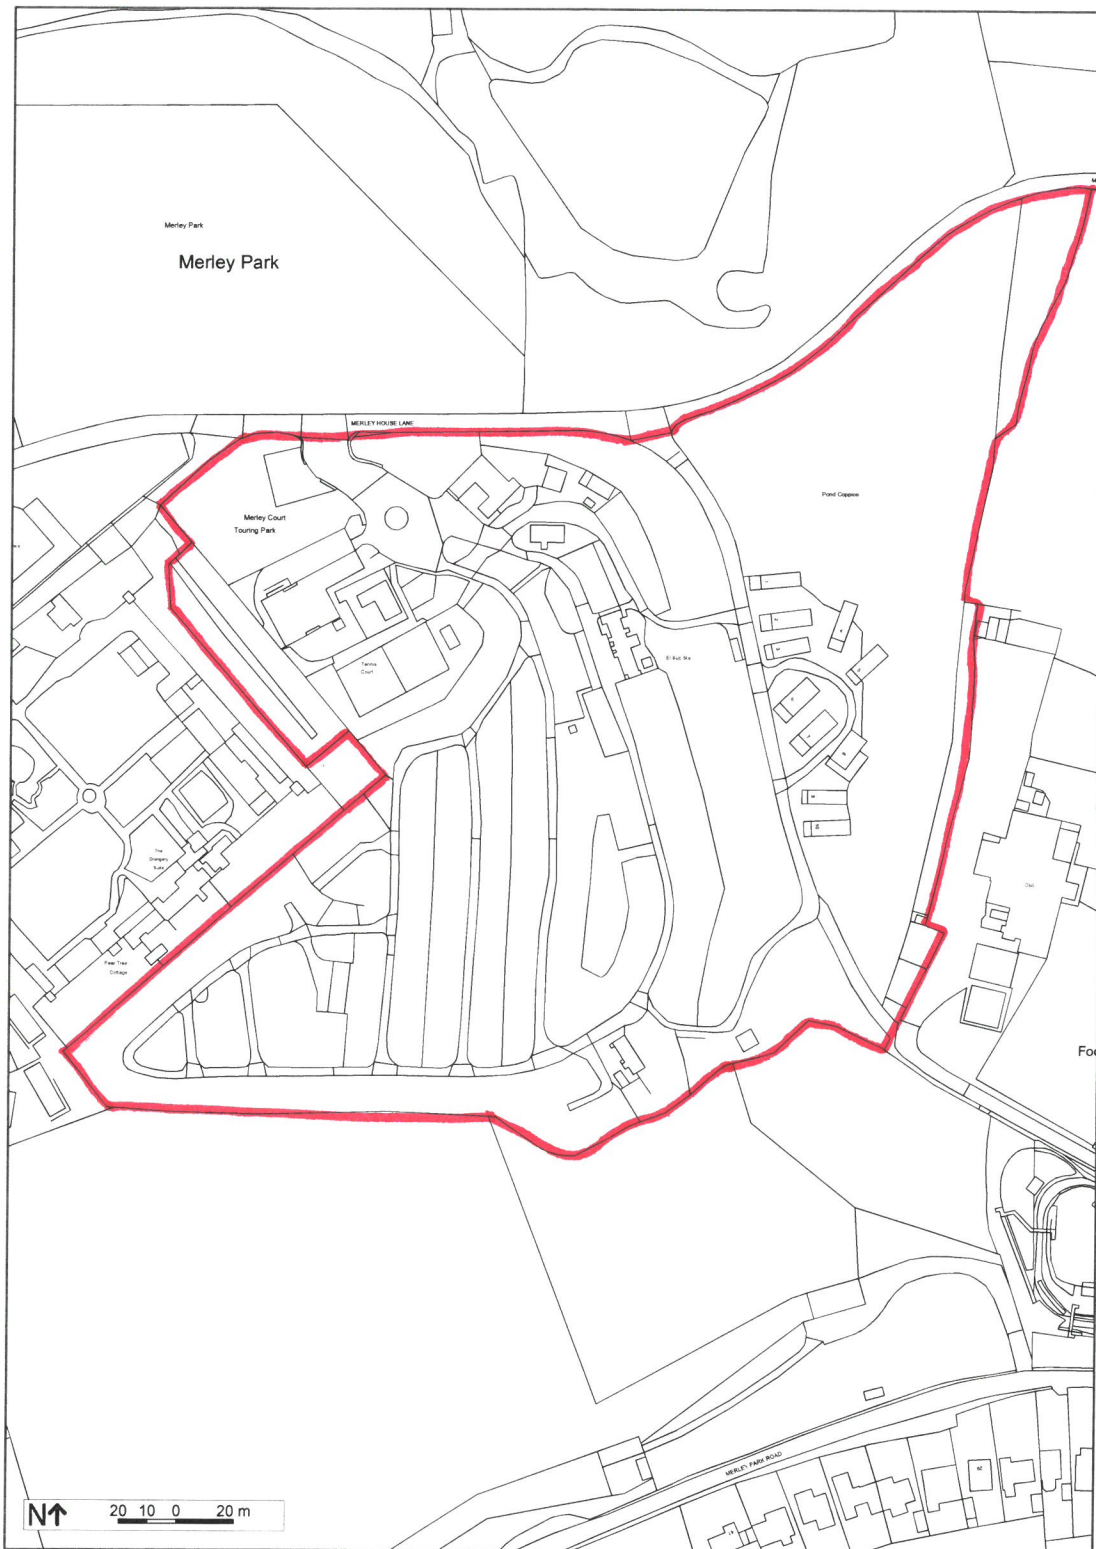 M
Merley Park
Merley Park
MERLEY HOUSE LANE
Pond Coppice
Merley Court
Touring Park
Tennis
Court
El Sub Sta
The
Orangery
Suite
Club
Pear Tree
Cottage
Foo
MERLEY PARK ROAD
N
20 10 0 20 m